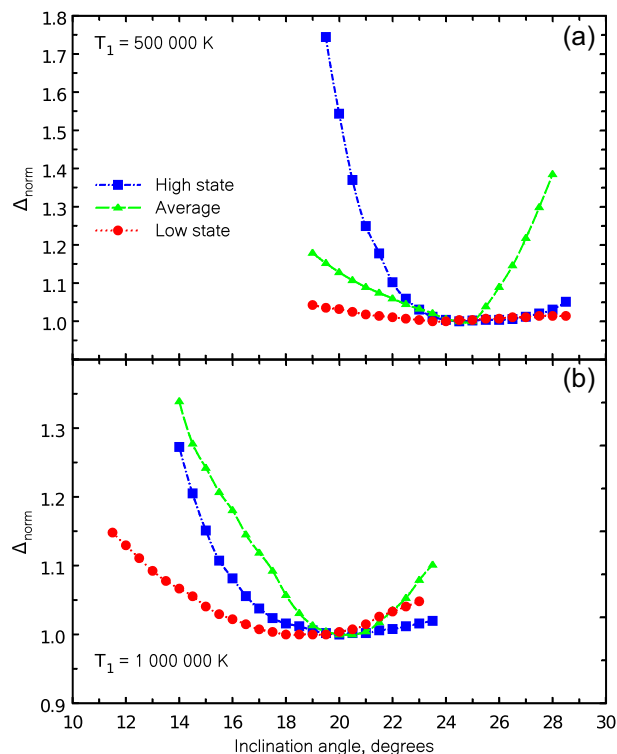 1.8
(a)
T1 = 500 000 K
1.7
1.6
1.5
High state
Δnorm
1.4
Average
1.3
Low state
1.2
1.1
1.0
(b)
1.3
1.2
Δnorm
1.1
1.0
T1 = 1 000 000 K
0.9
10 12 14 16 18 20 22 24 26 28 30
Inclination angle, degrees